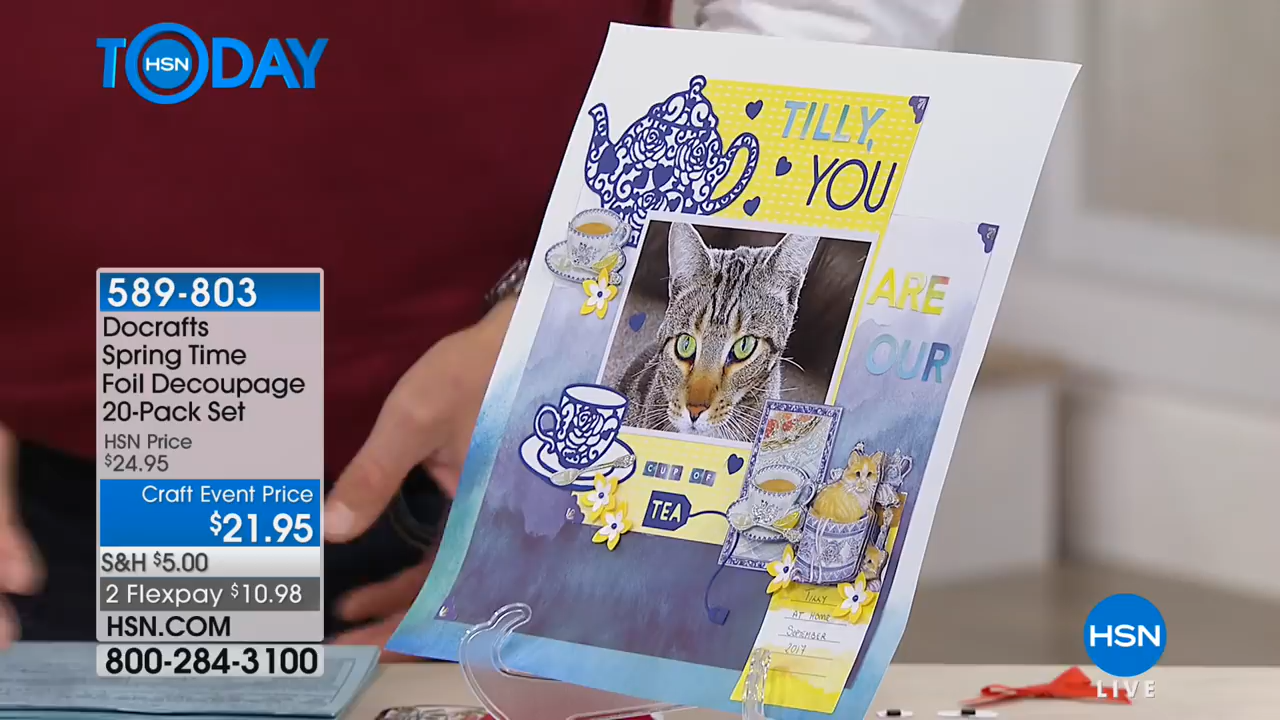 TODAY
HSN
589-803
Docrafts
Spring Time
Foil Decoupage
20-Pack Set
HSN Price
$24.95
Craft Event Price
$21.95
S&H $5.00
2 Flexpay $10.98
HSN.COM
800-284-3100
TILLY,
YOU
ARE
OUR
CUP OF
TEA
TILLY
AT HOME
SEPTEMBER
2017
HSN
LIVE